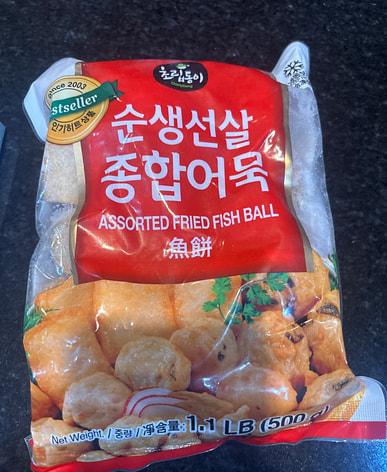 초립동이
since 2003
stseller
인기히트상품
순생선살
종합어묵
ASSORTED FRIED FISH BALL
魚餅
Net Weight. / 중량 / 淨含量: 1.1 LB (500 g)